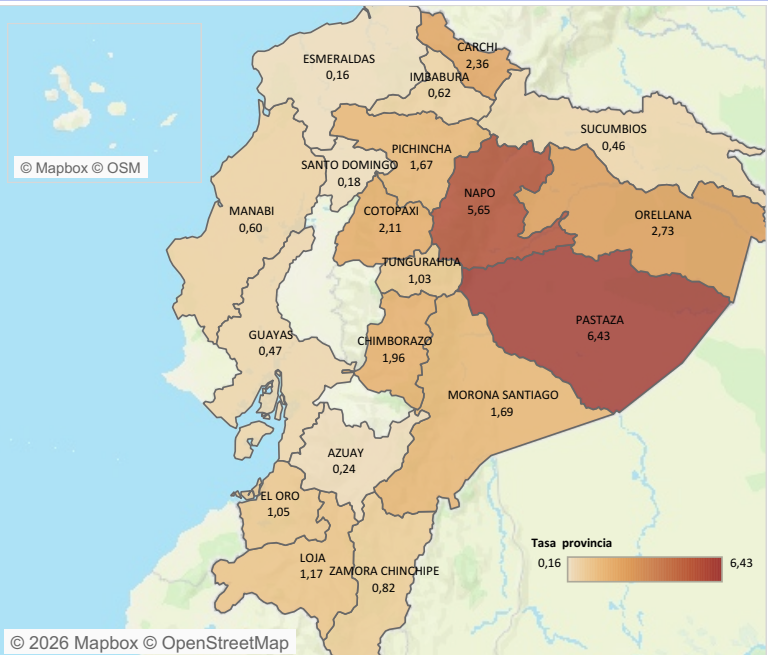 CARCHI
2,36
ESMERALDAS
0,16
IMBABURA
0,62
SUCUMBIOS
0,46
PICHINCHA
1,67
SANTO DOMINGO
0,18
© Mapbox © OSM
NAPO
5,65
MANABI
0,60
COTOPAXI
2,11
ORELLANA
2,73
TUNGURAHUA
1,03
PASTAZA
6,43
GUAYAS
0,47
CHIMBORAZO
1,96
MORONA SANTIAGO
1,69
AZUAY
0,24
EL ORO
1,05
LOJA
1,17
ZAMORA CHINCHIPE
0,82
Tasa provincia
0,16
6,43
© 2026 Mapbox © OpenStreetMap